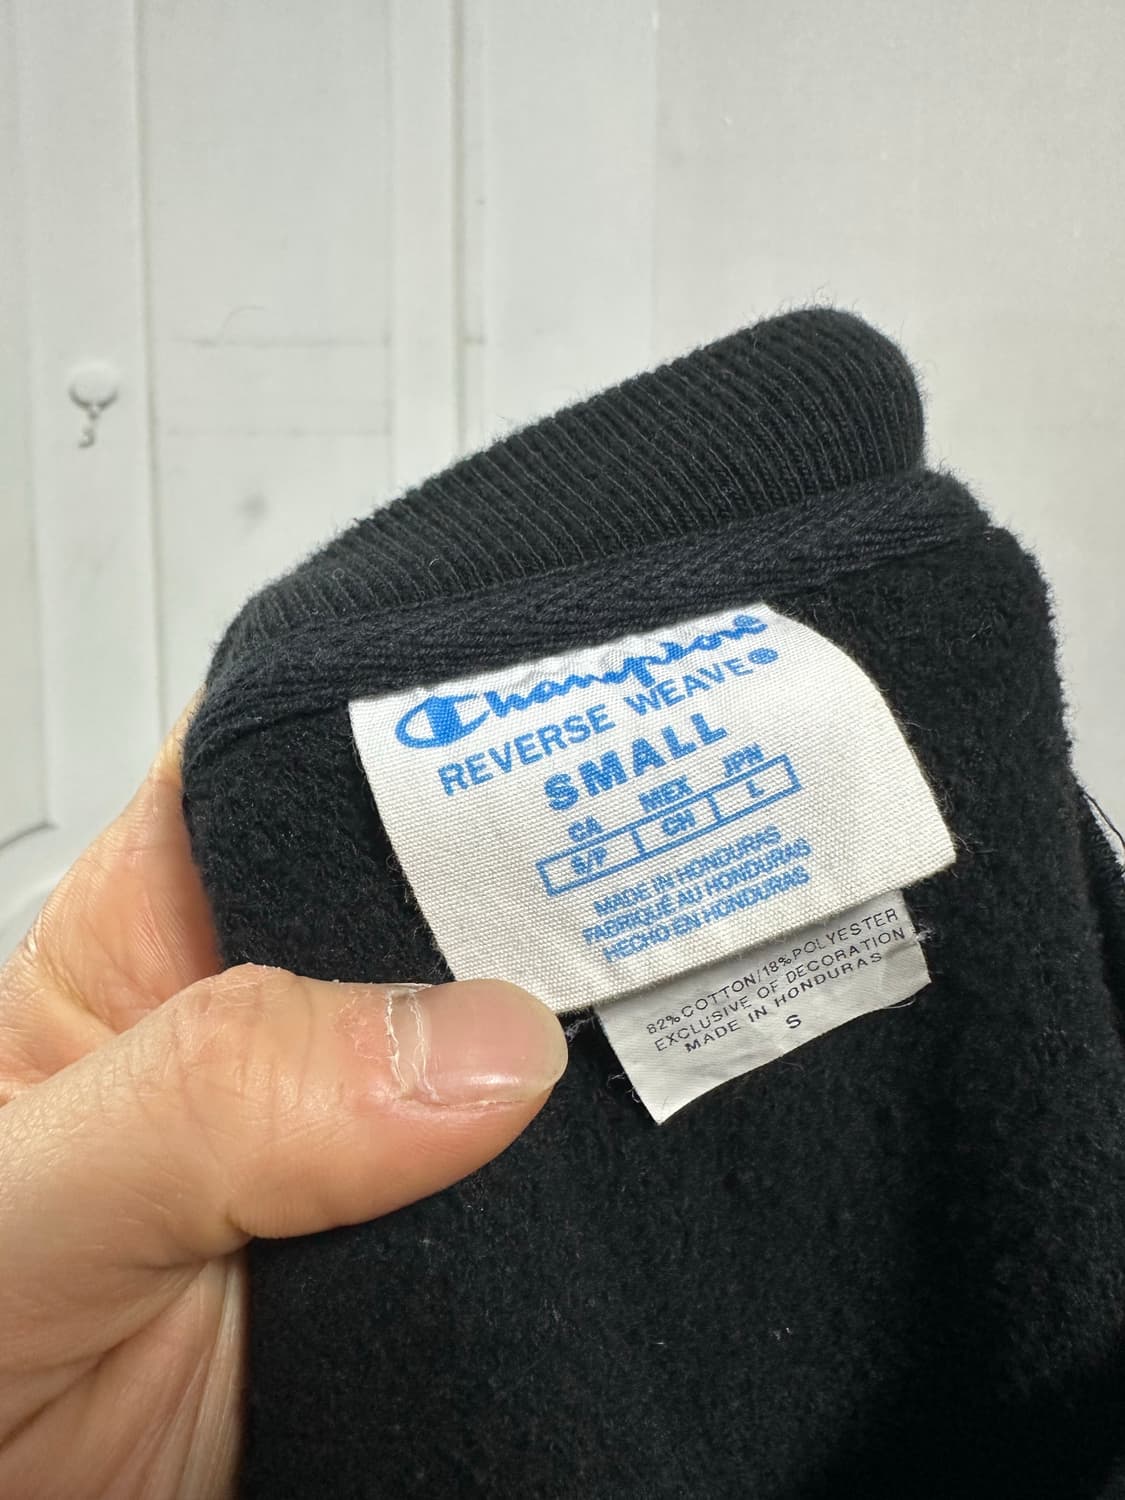 Champion®
REVERSE WEAVE®
SMALL
CA MEX JPN
S/P CH L
MADE IN HONDURAS
FABRIQUÉ AU HONDURAS
HECHO EN HONDURAS
82% COTTON/18% POLYESTER
EXCLUSIVE OF DECORATION
MADE IN HONDURAS
S